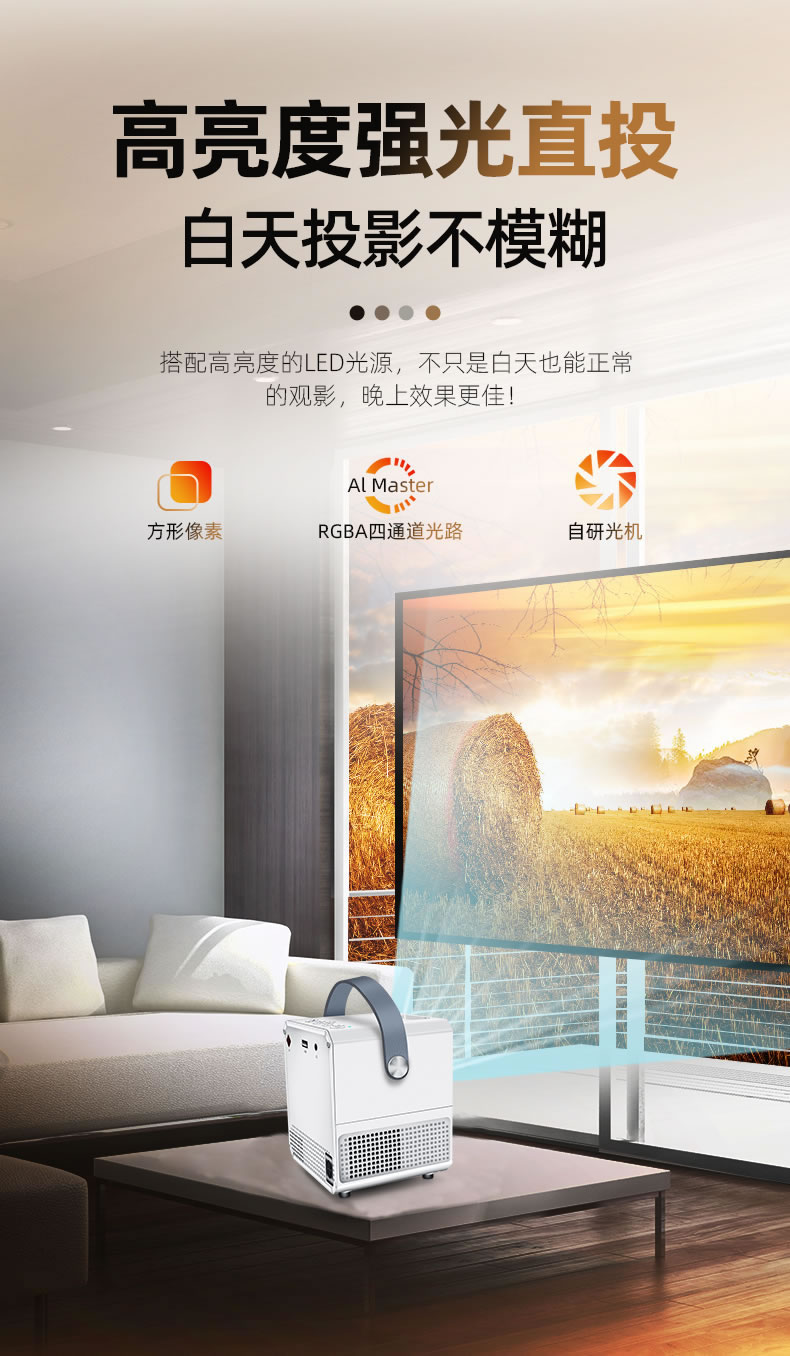 高亮度强光直投
白天投影不模糊
搭配高亮度的LED光源，不只是白天也能正常
的观影，晚上效果更佳！
Al Master
方形像素
RGBA四通道光路
自研光机